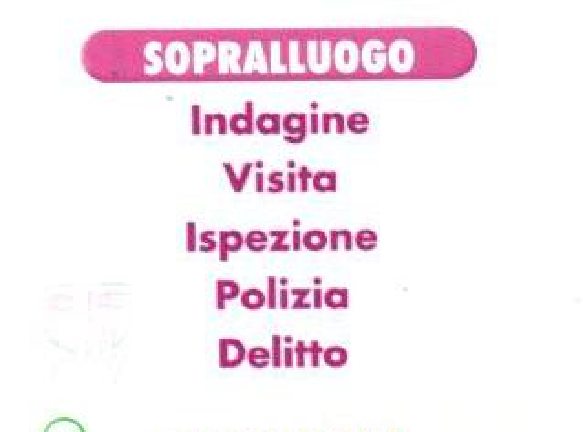 SOPRALLUOGO
Indagine
Visita
Ispezione
Polizia
Delitto